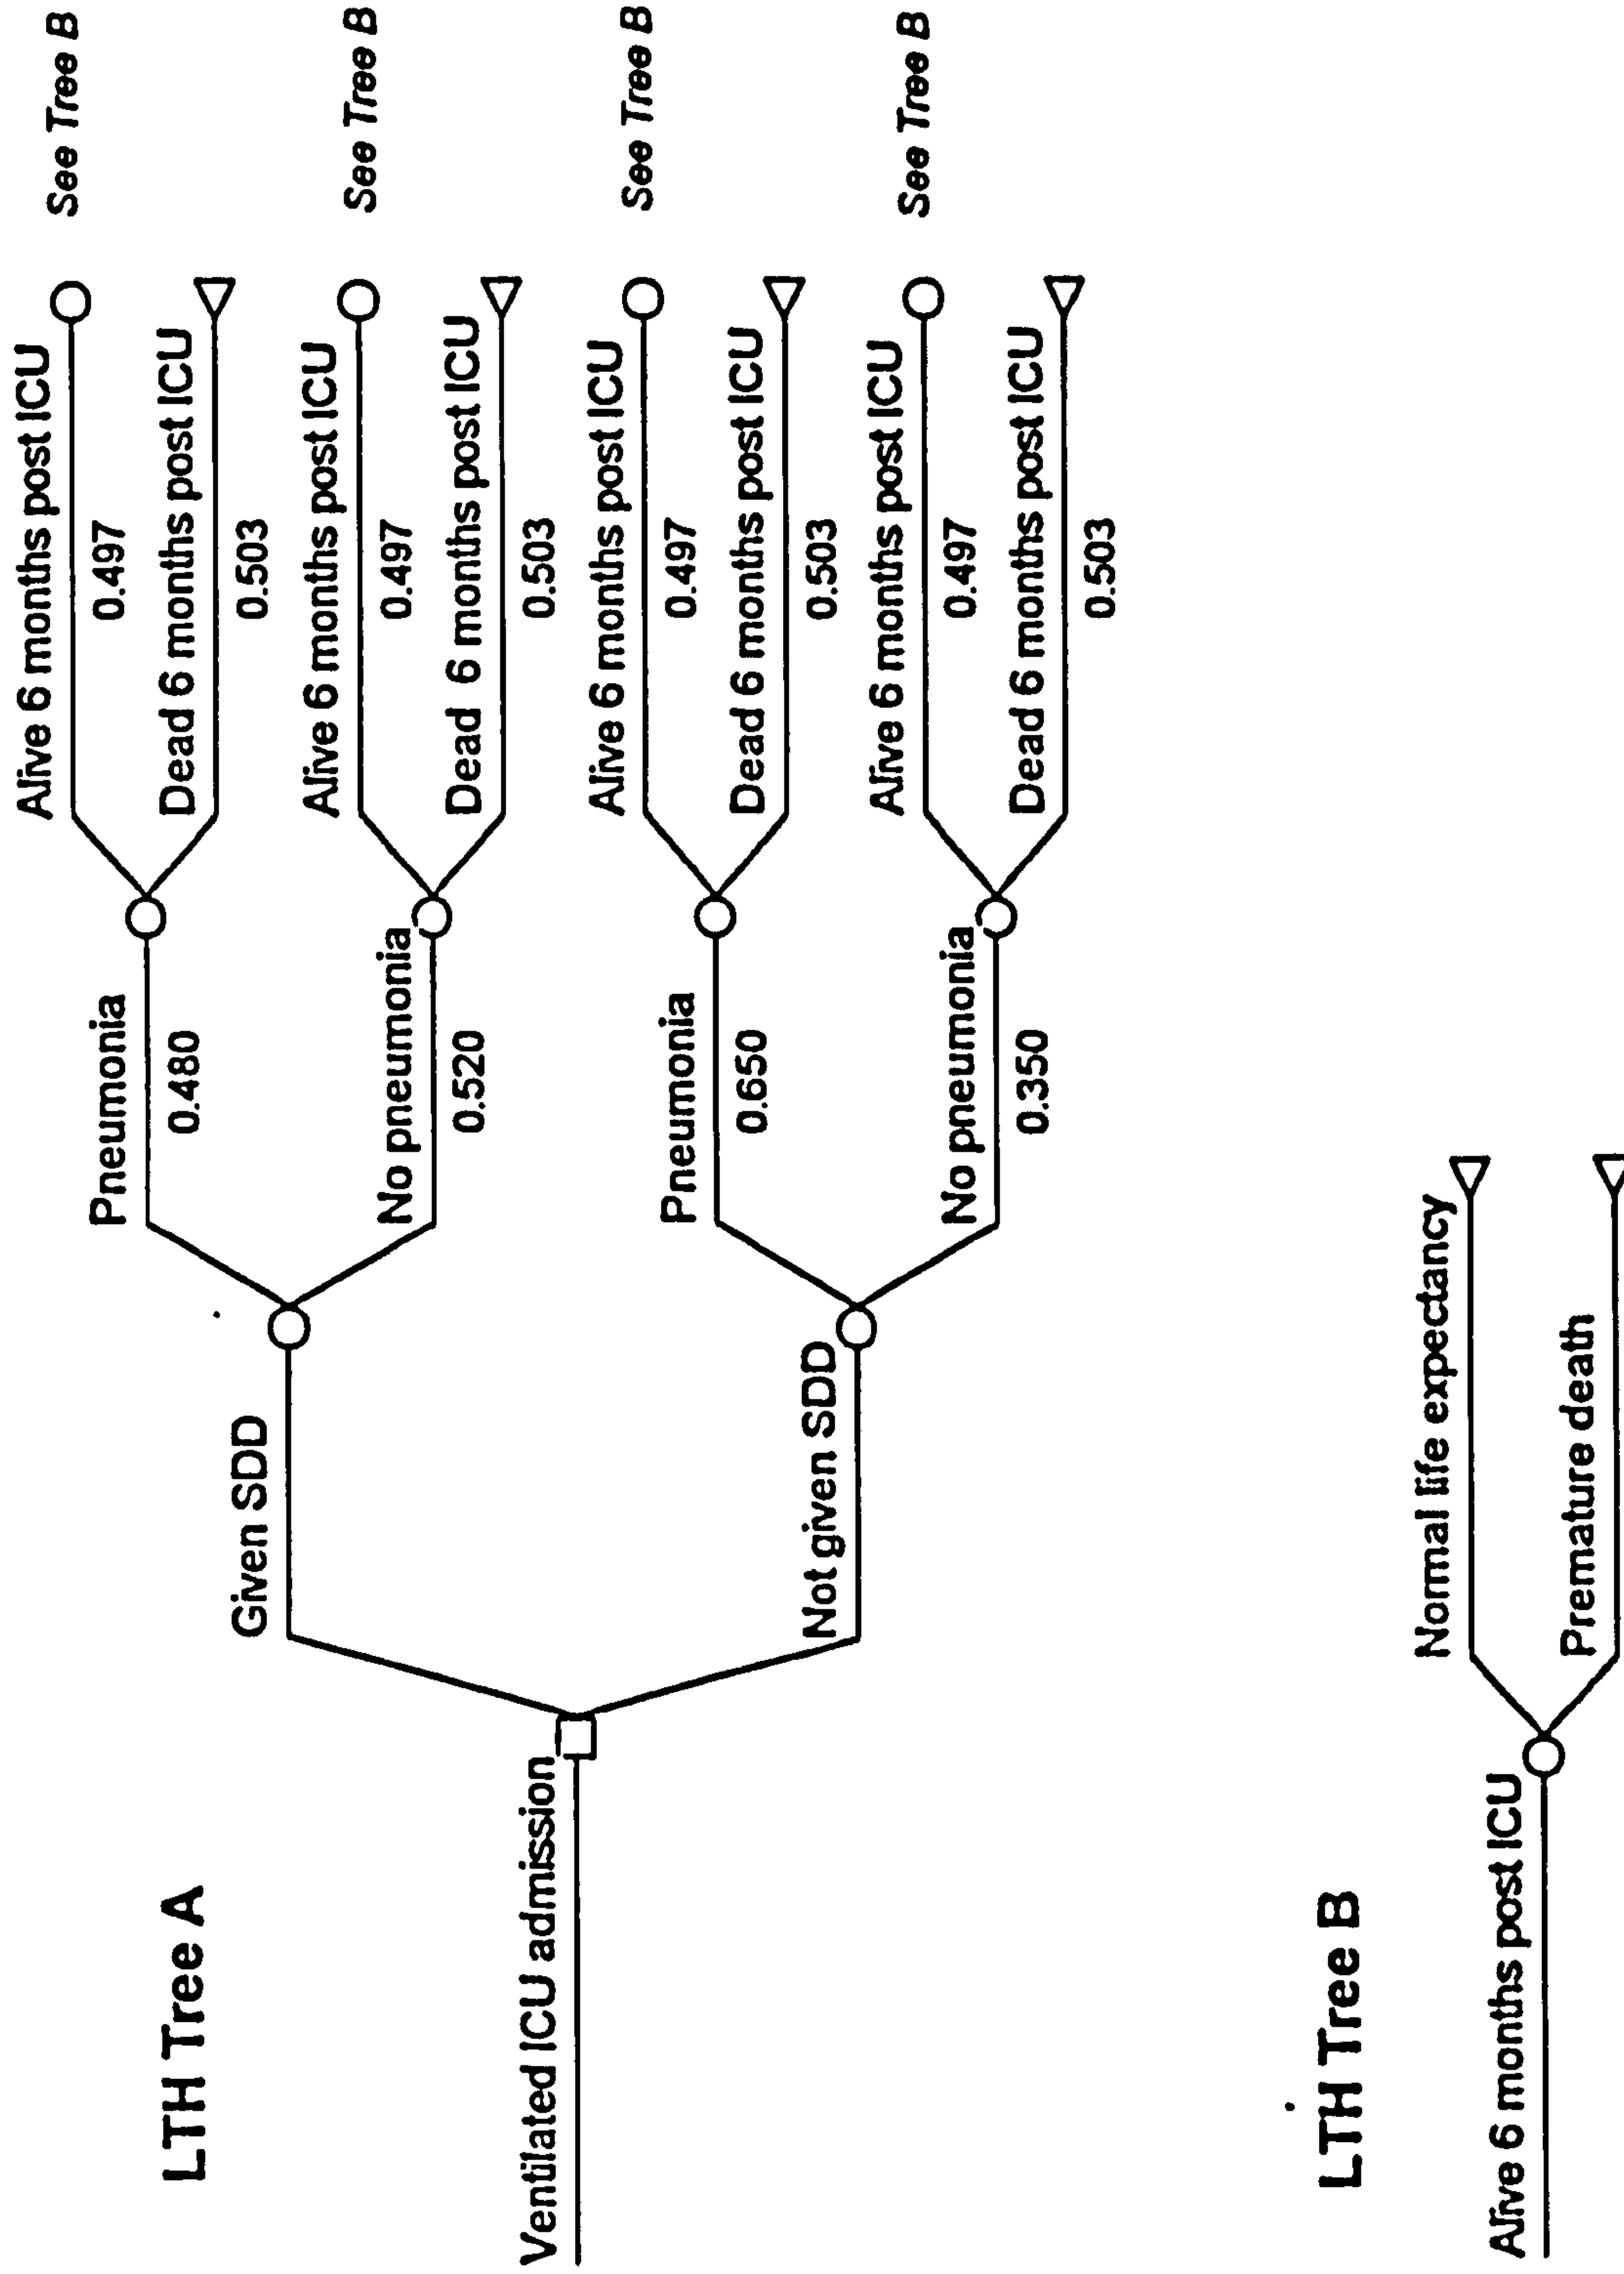 LTH Tree A
Ventilated ICU admission
Given SDD
Pneumonia
0.480
Alive 6 months post ICU
0.497
See Tree B
Dead 6 months post ICU
0.503
No pneumonia
0.520
Alive 6 months post ICU
0.497
See Tree B
Dead 6 months post ICU
0.503
Not given SDD
Pneumonia
0.650
Alive 6 months post ICU
0.497
See Tree B
Dead 6 months post ICU
0.503
No pneumonia
0.350
Alive 6 months post ICU
0.497
See Tree B
Dead 6 months post ICU
0.503
LTH Tree B
Alive 6 months post ICU
Normal life expectancy
Premature death